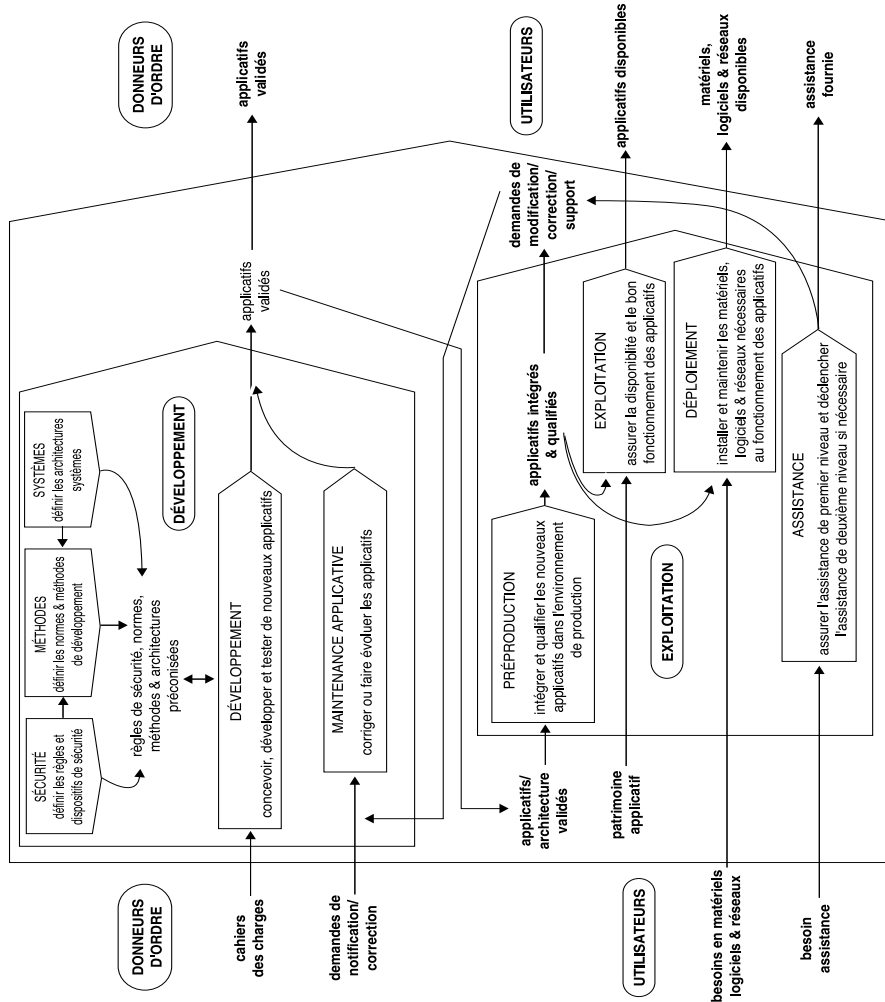 DONNEURS
D'ORDRE
cahiers
des charges
demandes de
notification/
correction
SÉCURITÉ
définir les règles et
dispositifs de sécurité
MÉTHODES
définir les normes & méthodes
de développement
SYSTÈMES
définir les architectures
systèmes
règles de sécurité, normes,
méthodes & architectures
préconisées
DÉVELOPPEMENT
DÉVELOPPEMENT
concevoir, développer et tester de nouveaux applicatifs
MAINTENANCE APPLICATIVE
corriger ou faire évoluer les applicatifs
applicatifs
validés
DONNEURS
D'ORDRE
applicatifs
validés
UTILISATEURS
besoins en matériels
logiciels & réseaux
besoin
assistance
applicatifs/
architecture
validés
patrimoine
applicatif
PRÉPRODUCTION
intégrer et qualifier les nouveaux
applicatifs dans l'environnement
de production
applicatifs intégrés
& qualifiés
demandes de
modification/
correction/
support
EXPLOITATION
EXPLOITATION
assurer la disponiblité et le bon
fonctionnement des applicatifs
DÉPLOIEMENT
installer et maintenir les matériels,
logiciels & réseaux nécessaires
au fonctionnement des applicatifs
ASSISTANCE
assurer l'assistance de premier niveau et déclencher
l'assistance de deuxième niveau si nécessaire
UTILISATEURS
applicatifs disponibles
matériels,
logiciels & réseaux
disponibles
assistance
fournie